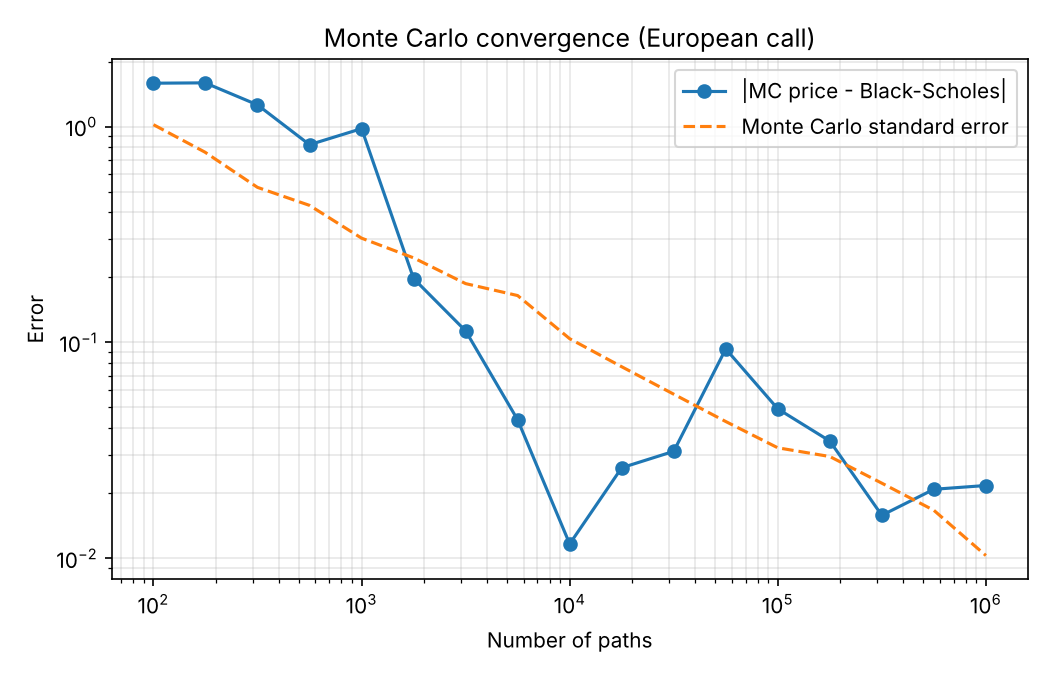 Monte Carlo convergence (European call)
|MC price - Black-Scholes|
Monte Carlo standard error
Error
10⁰
10⁻¹
10⁻²
10² 10³ 10⁴ 10⁵ 10⁶
Number of paths